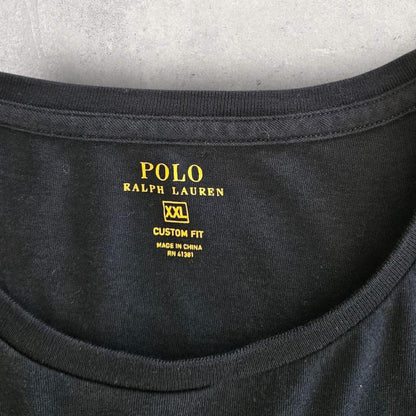 POLO
RALPH LAUREN
XXL
CUSTOM FIT
MADE IN CHINA
RN 41381